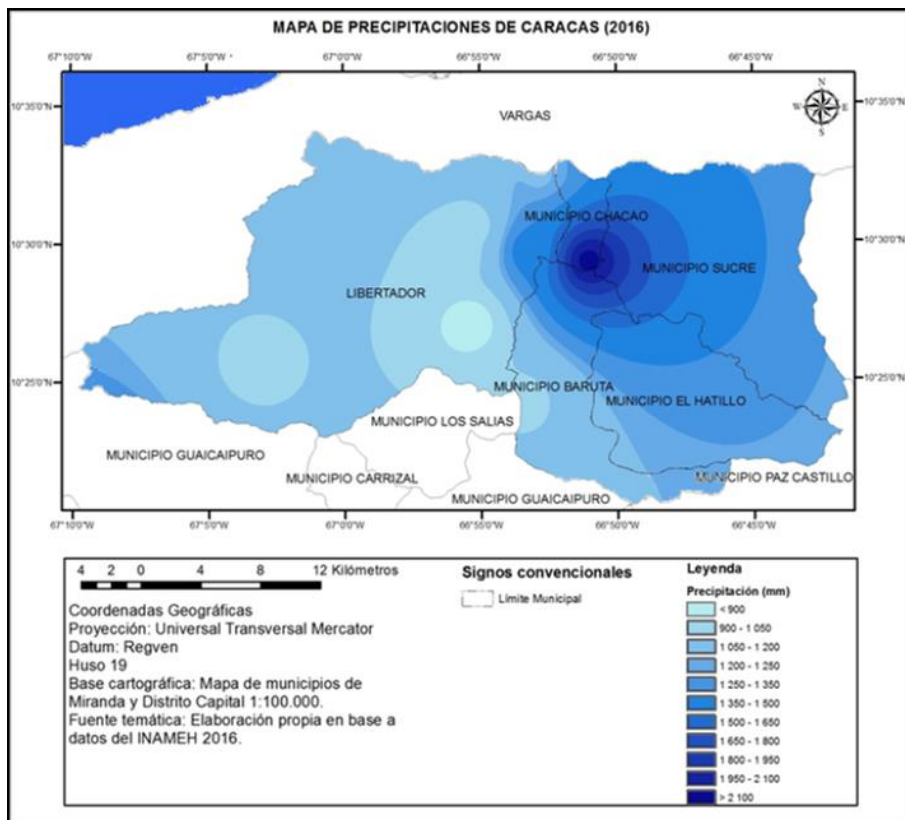 MAPA DE PRECIPITACIONES DE CARACAS (2016)
67°10'0"W 67°5'0"W 67°0'0"W 66°55'0"W 66°50'0"W 66°45'0"W
10°35'0"N 10°35'0"N
N
W E
S
VARGAS
MUNICIPIO CHACAO
10°30'0"N 10°30'0"N
MUNICIPIO SUCRE
LIBERTADOR
10°25'0"N 10°25'0"N
MUNICIPIO BARUTA
MUNICIPIO EL HATILLO
MUNICIPIO LOS SALIAS
MUNICIPIO GUAICAIPURO
MUNICIPIO CARRIZAL
MUNICIPIO PAZ CASTILLO
MUNICIPIO GUAICAIPURO
67°10'0"W 67°5'0"W 67°0'0"W 66°55'0"W 66°50'0"W 66°45'0"W
4 2 0 4 8 12 Kilómetros
Coordenadas Geográficas
Proyección: Universal Transversal Mercator
Datum: Regven
Huso 19
Base cartográfica: Mapa de municipios de
Miranda y Distrito Capital 1:100.000.
Fuente temática: Elaboración propia en base a
datos del INAMEH 2016.
Signos convencionales
Límite Municipal
Leyenda
Precipitación (mm)
< 900
900 - 1 050
1 050 - 1 200
1 200 - 1 250
1 250 - 1 350
1 350 - 1 500
1 500 - 1 650
1 650 - 1 800
1 800 - 1 950
1 950 - 2 100
> 2 100